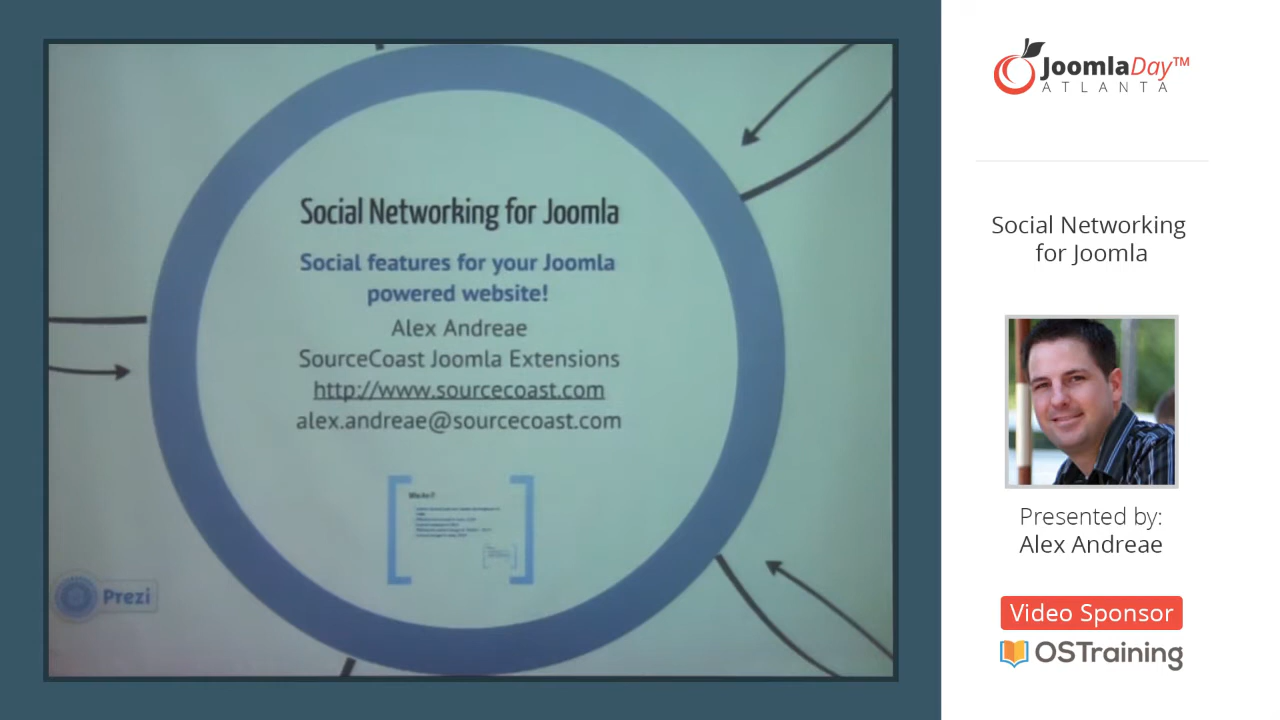 Social Networking for Joomla
Social features for your Joomla
powered website!
Alex Andreae
SourceCoast Joomla Extensions
http://www.sourcecoast.com
alex.andreae@sourcecoast.com
Who Am I?
Prezi
JoomlaDay™
ATLANTA
Social Networking
for Joomla
Presented by:
Alex Andreae
Video Sponsor
OSTraining